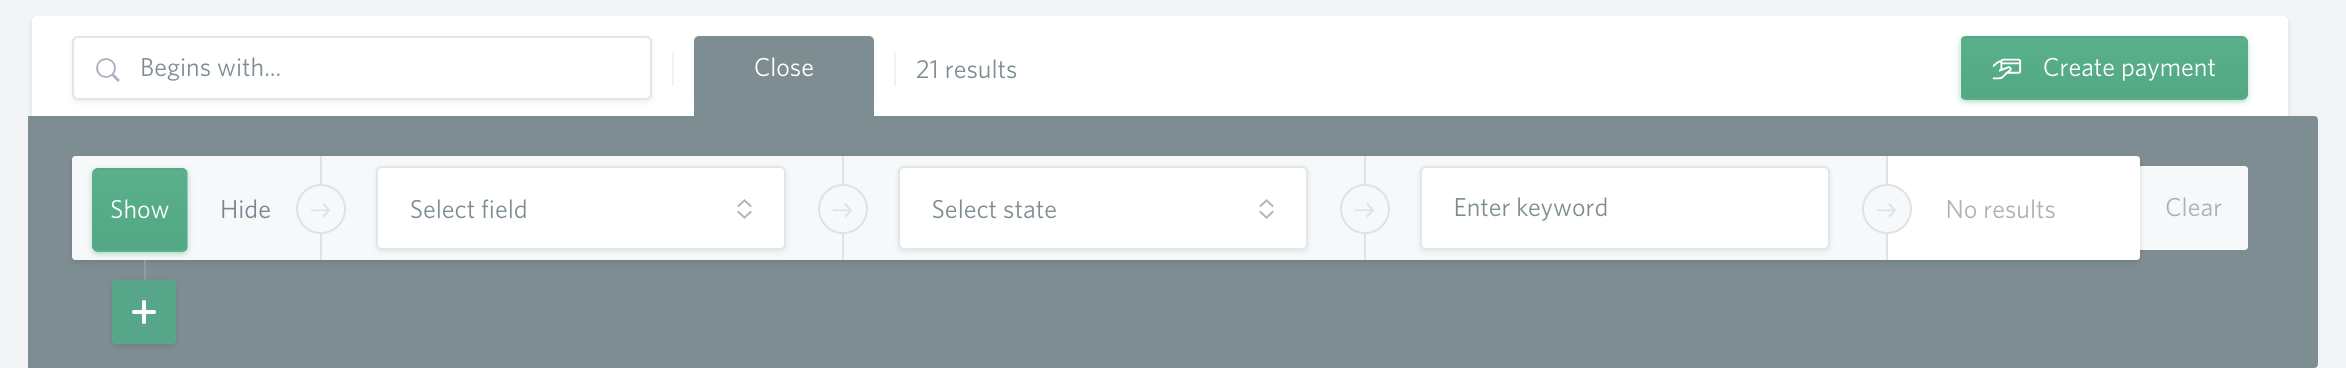 Begins with...
Close
21 results
Create payment
Show
Hide
Select field
Select state
Enter keyword
No results
Clear